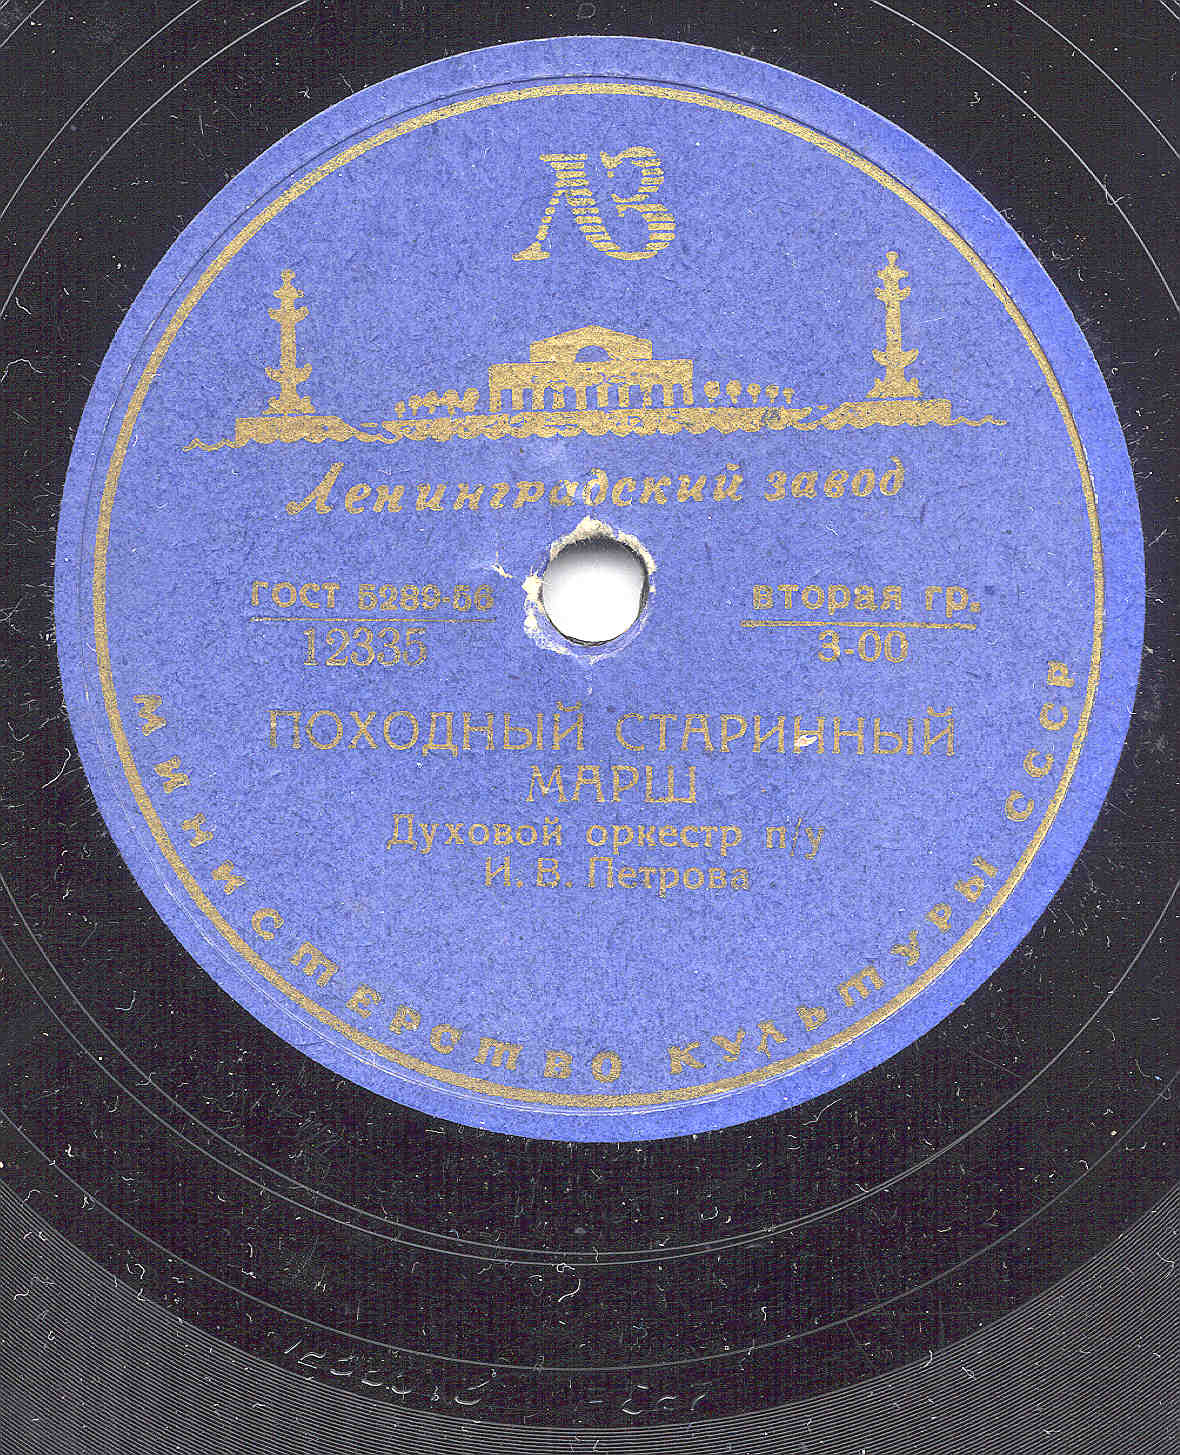 ЛЗ
Ленинградский завод
ГОСТ 5289-56
12335
вторая гр.
3-00
ПОХОДНЫЙ СТАРИННЫЙ
МАРШ
Духовой оркестр п/у
И. В. Петрова
МИНИСТЕРСТВО КУЛЬТУРЫ СССР